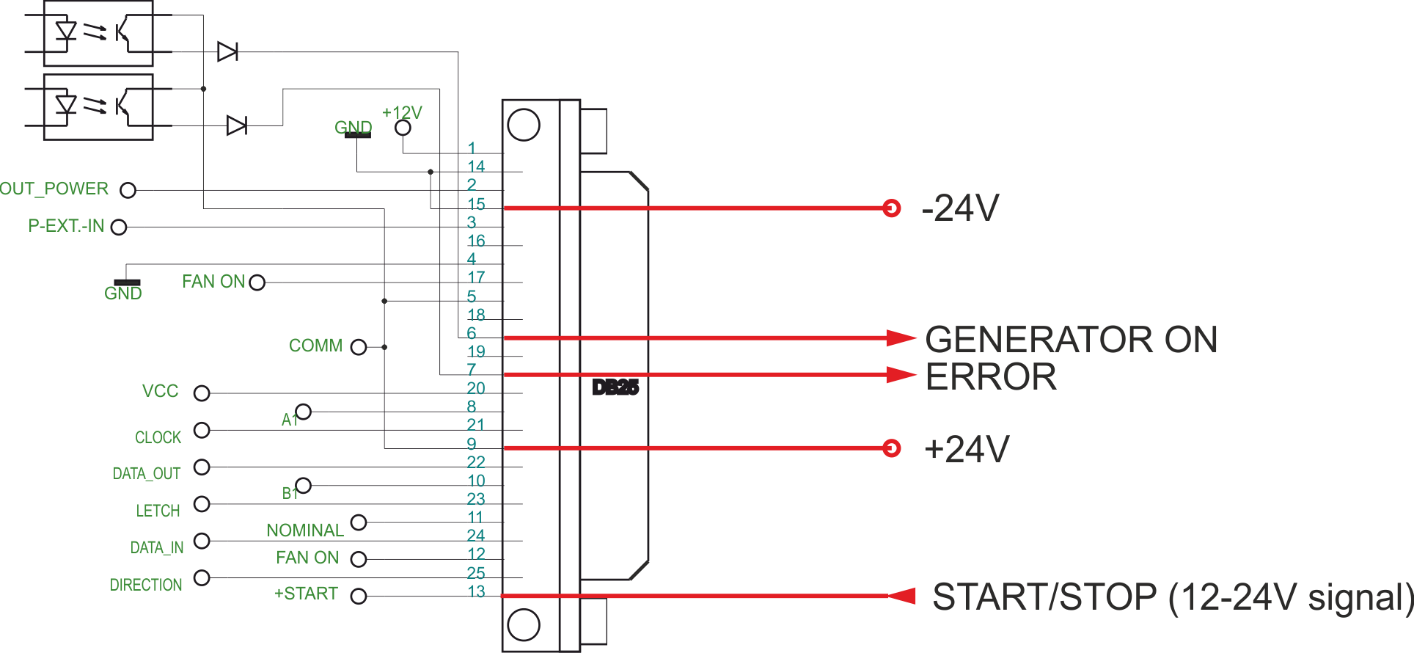 +12V
GND
1
14
OUT_POWER
2
15
-24V
P-EXT.-IN
3
16
4
GND
FAN ON
17
5
18
6
GENERATOR ON
COMM
19
7
ERROR
DB25
VCC
20
A1
8
CLOCK
21
9
+24V
DATA_OUT
22
B1
10
LETCH
23
NOMINAL
11
DATA_IN
24
FAN ON
12
DIRECTION
25
+START
13
START/STOP (12-24V signal)